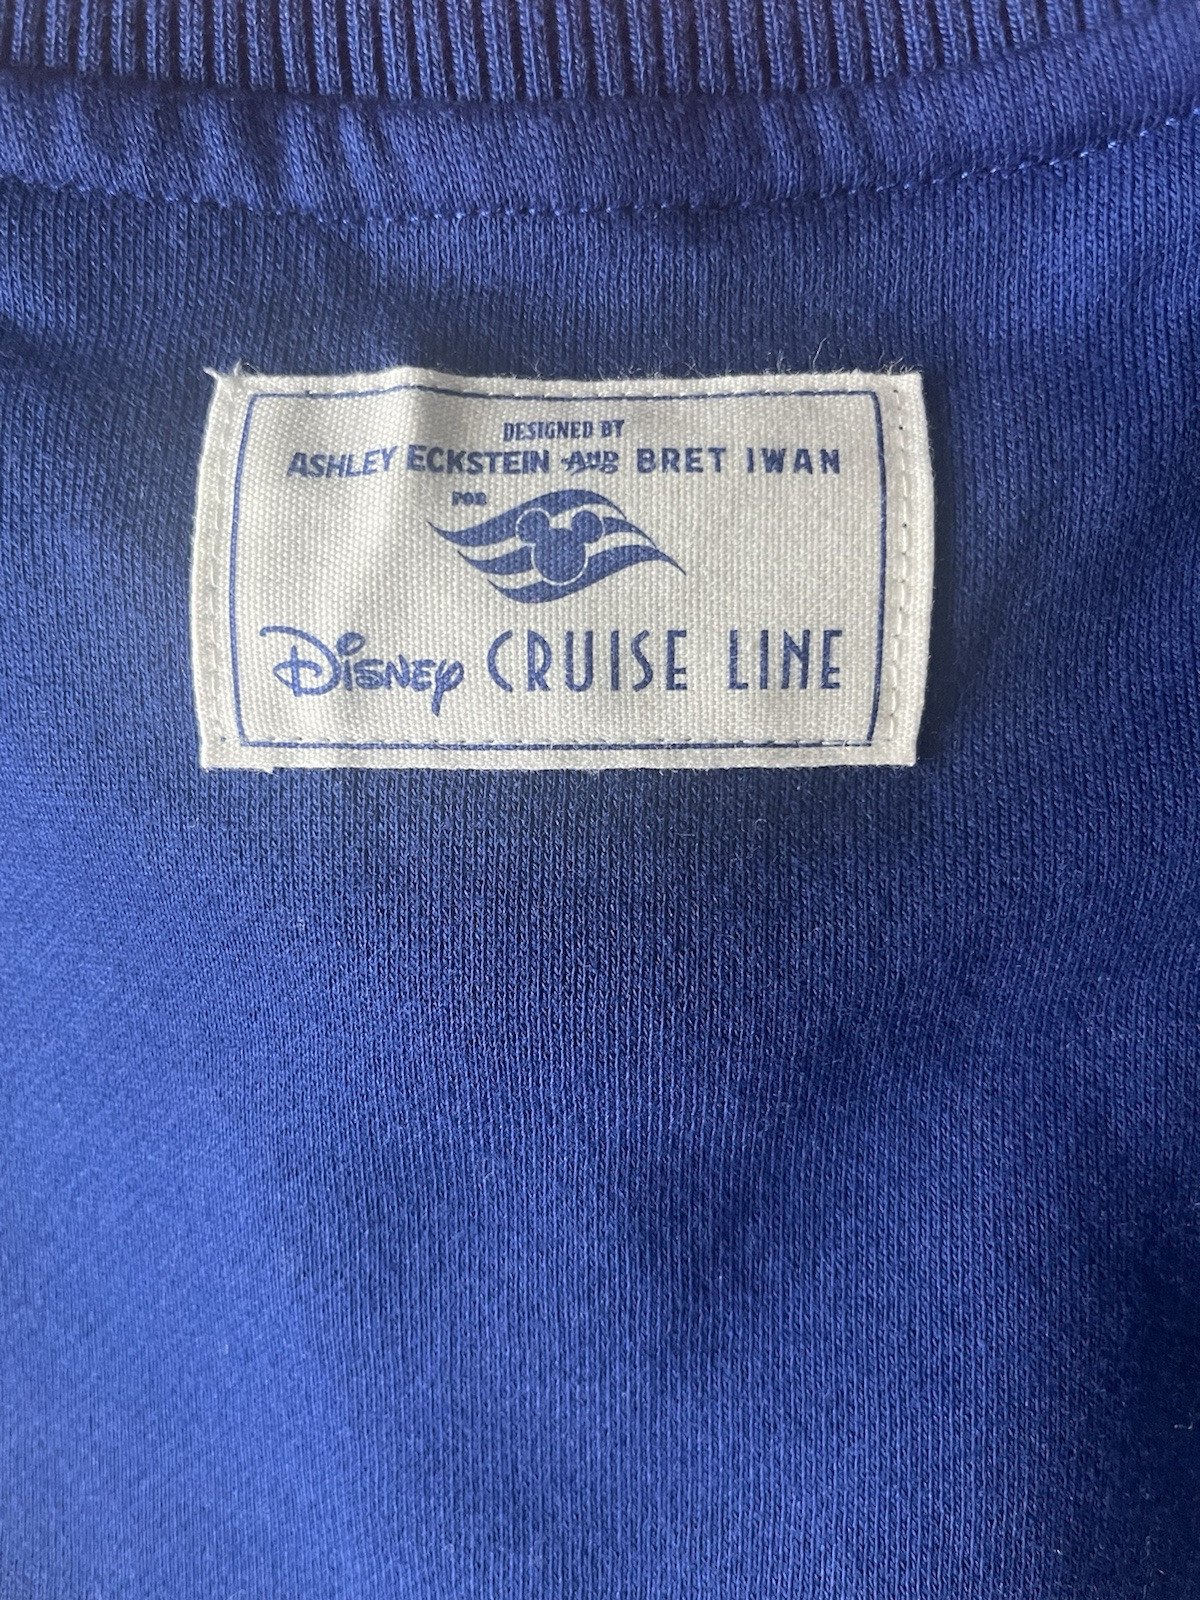 DESIGNED BY
ASHLEY ECKSTEIN AND BRET IWAN
FOR
Disney CRUISE LINE